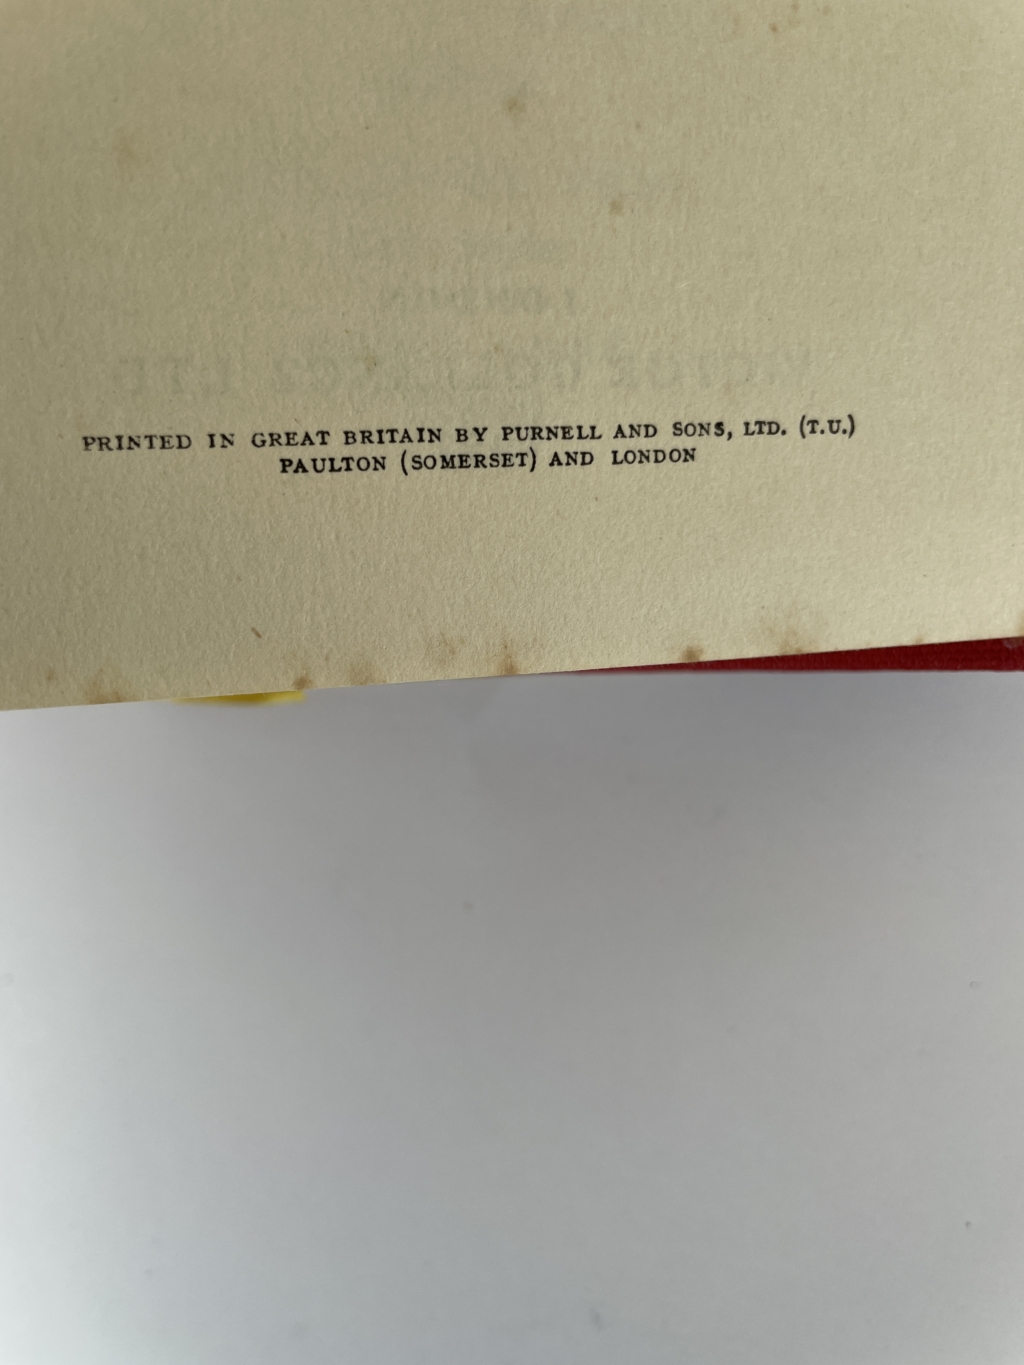 PRINTED IN GREAT BRITAIN BY PURNELL AND SONS, LTD. (T.U.)
PAULTON (SOMERSET) AND LONDON